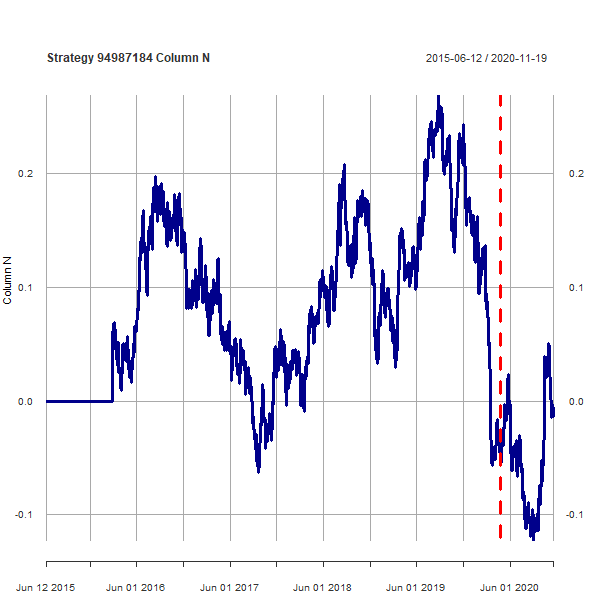 Strategy 94987184 Column N
2015-06-12 / 2020-11-19
0.2
0.2
Column N
0.1
0.1
0.0
0.0
-0.1
-0.1
Jun 12 2015
Jun 01 2016
Jun 01 2017
Jun 01 2018
Jun 01 2019
Jun 01 2020